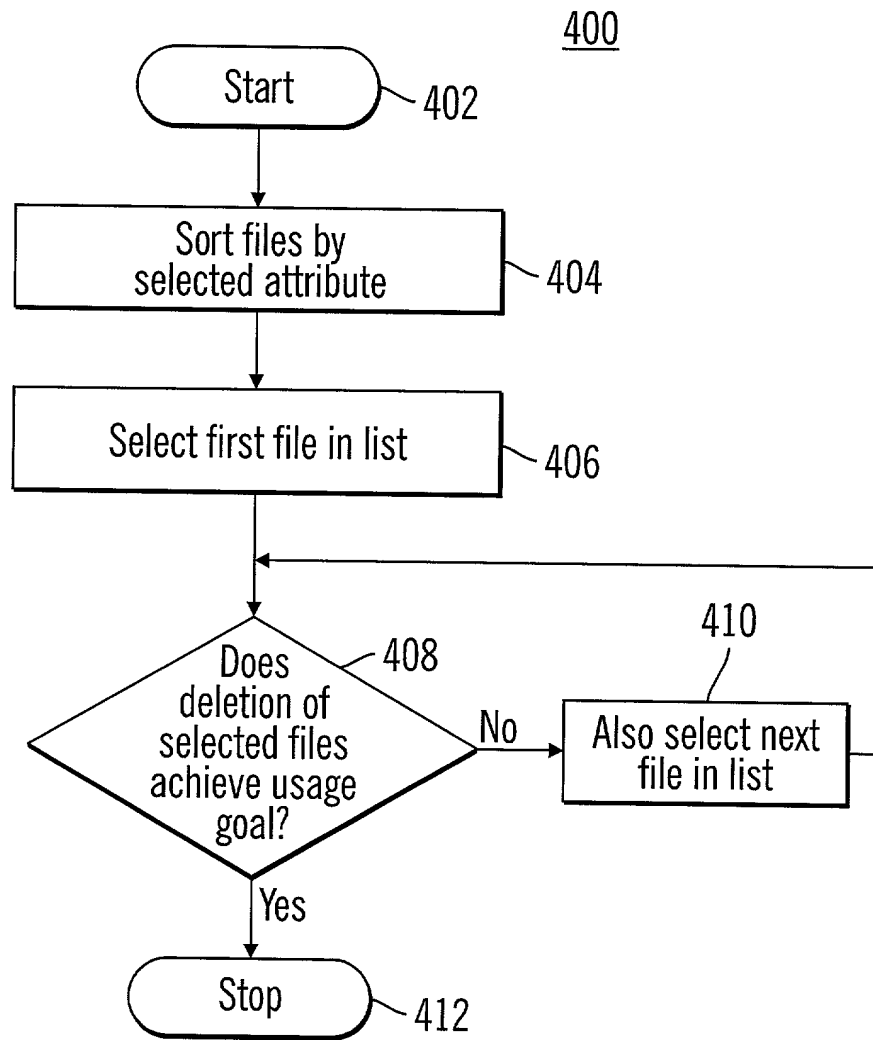 400
Start
402
Sort files by
selected attribute
404
Select first file in list
406
Does
deletion of
selected files
achieve usage
goal?
408
No
410
Also select next
file in list
Yes
Stop
412